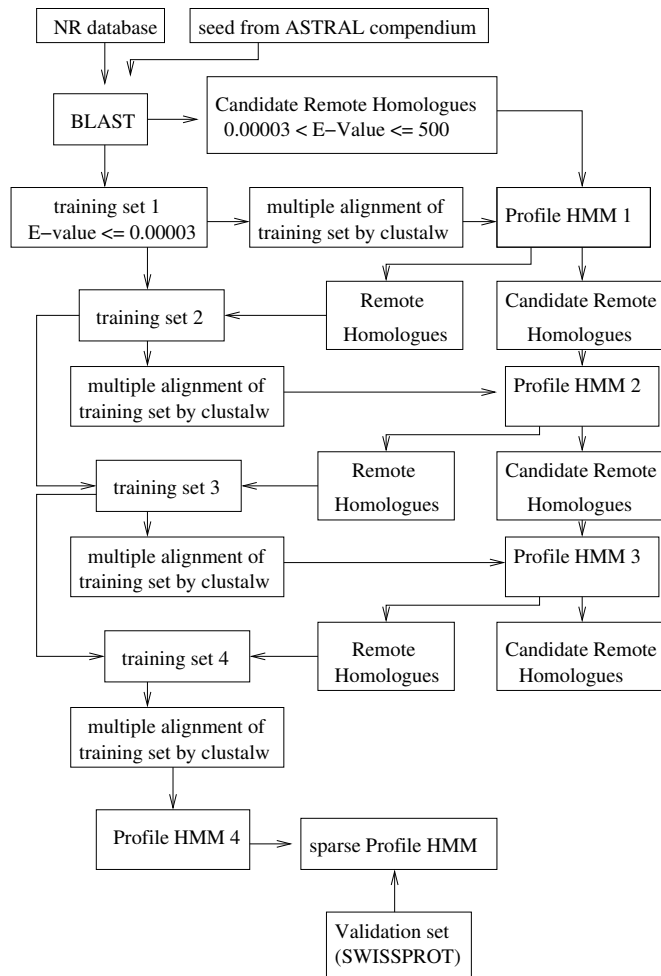 NR database
seed from ASTRAL compendium
BLAST
Candidate Remote Homologues
0.00003 < E-Value <= 500
training set 1
E-value <= 0.00003
multiple alignment of
training set by clustalw
Profile HMM 1
training set 2
Remote
Homologues
Candidate Remote
Homologues
multiple alignment of
training set by clustalw
Profile HMM 2
training set 3
Remote
Homologues
Candidate Remote
Homologues
multiple alignment of
training set by clustalw
Profile HMM 3
training set 4
Remote
Homologues
Candidate Remote
Homologues
multiple alignment of
training set by clustalw
Profile HMM 4
sparse Profile HMM
Validation set
(SWISSPROT)